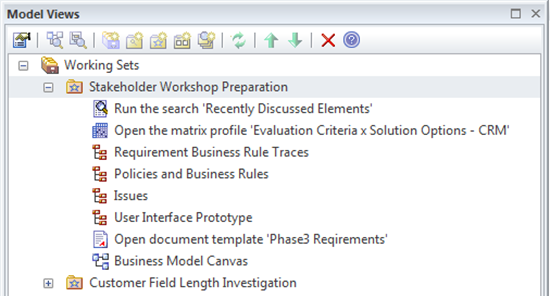 Model Views
Working Sets
Stakeholder Workshop Preparation
Run the search 'Recently Discussed Elements'
Open the matrix profile 'Evaluation Criteria x Solution Options - CRM'
Requirement Business Rule Traces
Policies and Business Rules
Issues
User Interface Prototype
Open document template 'Phase3 Reqirements'
Business Model Canvas
Customer Field Length Investigation